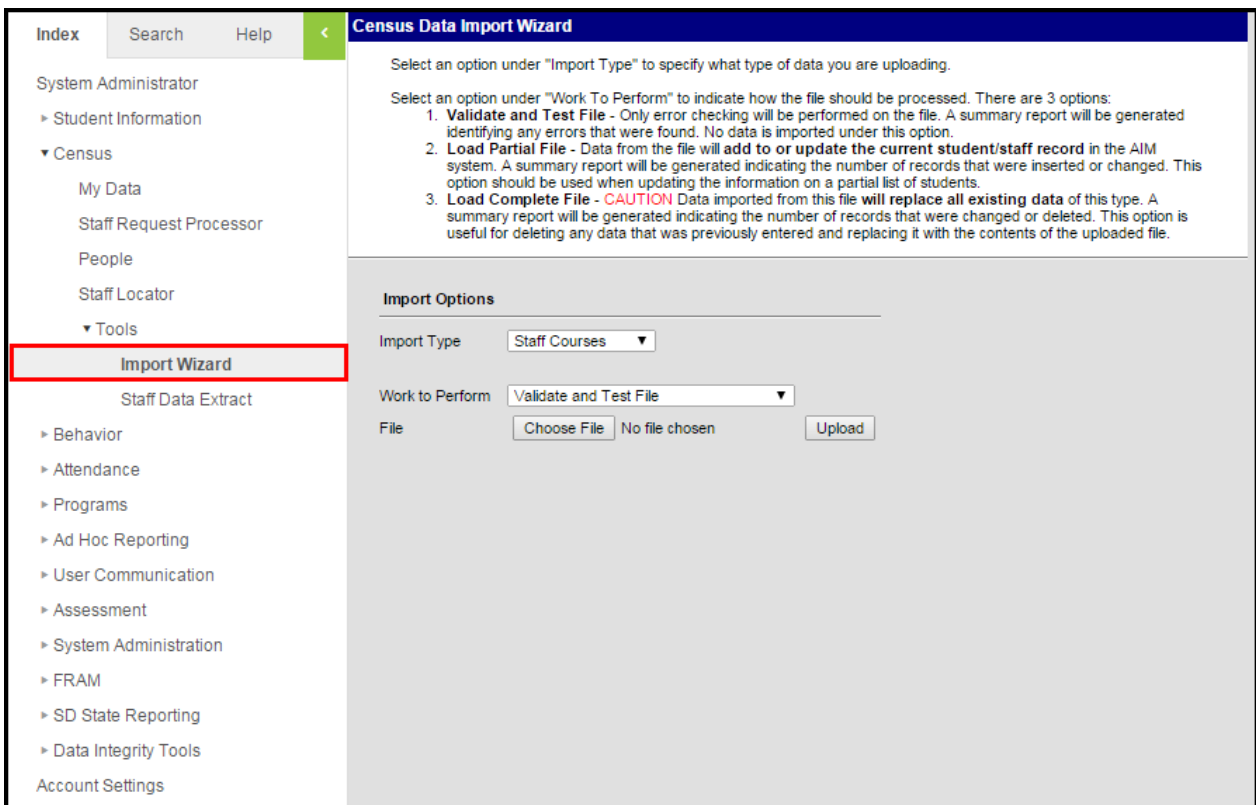 Index Search Help <
System Administrator
▸ Student Information
▾ Census
My Data
Staff Request Processor
People
Staff Locator
▾ Tools
Import Wizard
Staff Data Extract
▸ Behavior
▸ Attendance
▸ Programs
▸ Ad Hoc Reporting
▸ User Communication
▸ Assessment
▸ System Administration
▸ FRAM
▸ SD State Reporting
▸ Data Integrity Tools
Account Settings
Census Data Import Wizard
Select an option under "Import Type" to specify what type of data you are uploading.
Select an option under "Work To Perform" to indicate how the file should be processed. There are 3 options:
1. Validate and Test File - Only error checking will be performed on the file. A summary report will be generated
identifying any errors that were found. No data is imported under this option.
2. Load Partial File - Data from the file will add to or update the current student/staff record in the AIM
system. A summary report will be generated indicating the number of records that were inserted or changed. This
option should be used when updating the information on a partial list of students.
3. Load Complete File - CAUTION Data imported from this file will replace all existing data of this type. A
summary report will be generated indicating the number of records that were changed or deleted. This option is
useful for deleting any data that was previously entered and replacing it with the contents of the uploaded file.
Import Options
Import Type Staff Courses ▼
Work to Perform Validate and Test File ▼
File Choose File No file chosen Upload